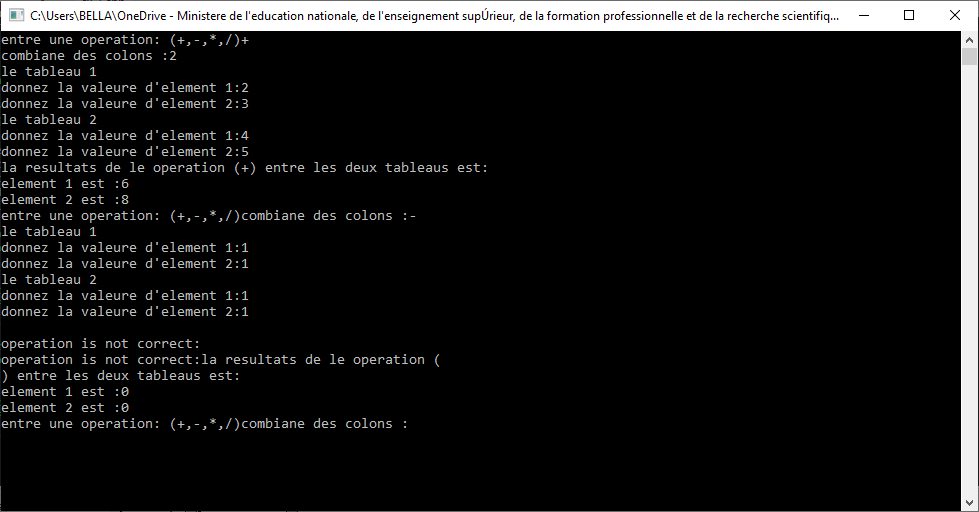 C:\Users\BELLA\OneDrive - Ministere de l'education nationale, de l'enseignement supÚrieur, de la formation professionnelle et de la recherche scientifiq...
entre une operation: (+,-,*,/)+
combiane des colons :2
le tableau 1
donnez la valeure d'element 1:2
donnez la valeure d'element 2:3
le tableau 2
donnez la valeure d'element 1:4
donnez la valeure d'element 2:5
la resultats de le operation (+) entre les deux tableaus est:
element 1 est :6
element 2 est :8
entre une operation: (+,-,*,/)combiane des colons :-
le tableau 1
donnez la valeure d'element 1:1
donnez la valeure d'element 2:1
le tableau 2
donnez la valeure d'element 1:1
donnez la valeure d'element 2:1
operation is not correct:
operation is not correct:la resultats de le operation (
) entre les deux tableaus est:
element 1 est :0
element 2 est :0
entre une operation: (+,-,*,/)combiane des colons :